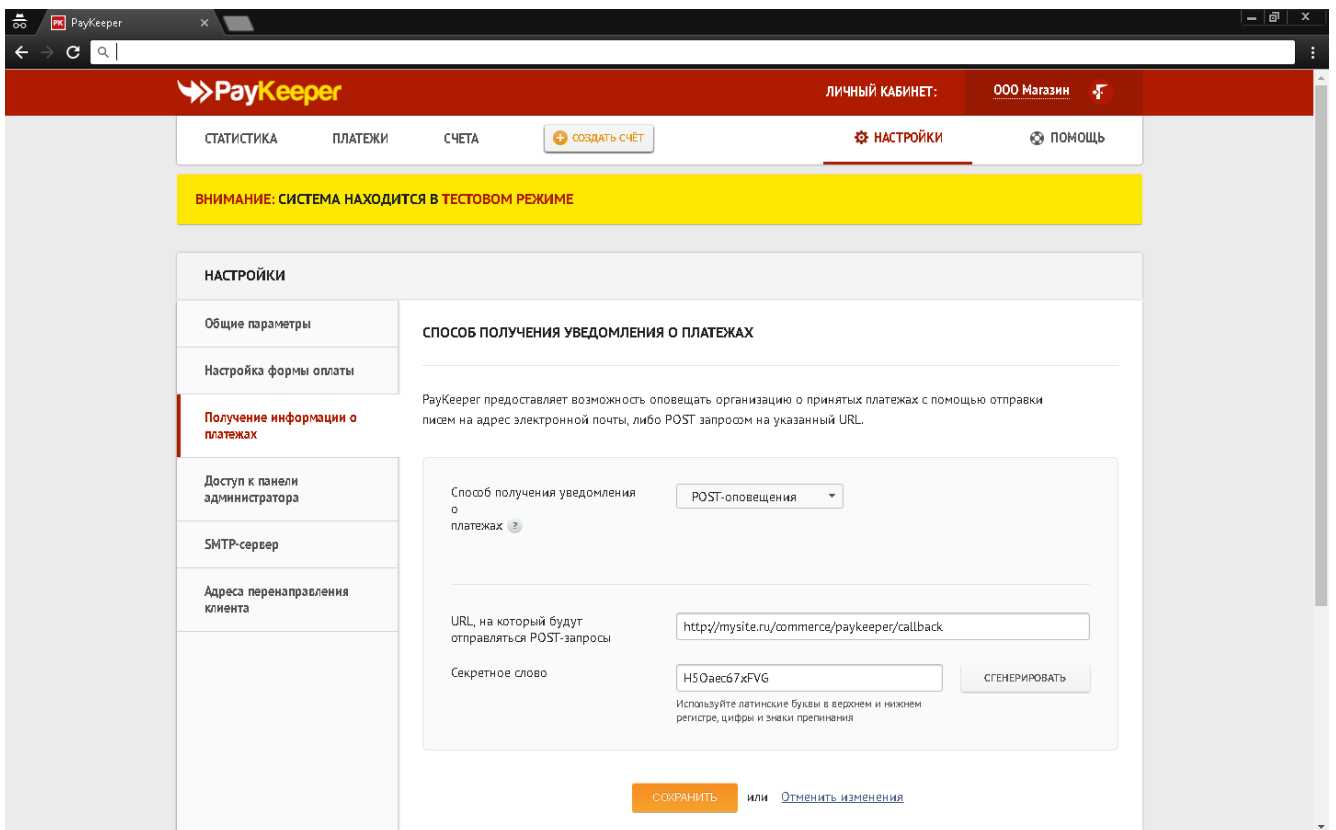 PayKeeper
PayKeeper
ЛИЧНЫЙ КАБИНЕТ:
ООО Магазин
СТАТИСТИКА
ПЛАТЕЖИ
СЧЕТА
СОЗДАТЬ СЧЁТ
НАСТРОЙКИ
ПОМОЩЬ
ВНИМАНИЕ: СИСТЕМА НАХОДИТСЯ В ТЕСТОВОМ РЕЖИМЕ
НАСТРОЙКИ
Общие параметры
Настройка формы оплаты
Получение информации о
платежах
Доступ к панели
администратора
SMTP-сервер
Адреса перенаправления
клиента
СПОСОБ ПОЛУЧЕНИЯ УВЕДОМЛЕНИЯ О ПЛАТЕЖАХ
PayKeeper предоставляет возможность оповещать организацию о принятых платежах с помощью отправки
писем на адрес электронной почты, либо POST запросом на указанный URL.
Способ получения уведомления
о
платежах ?
POST-оповещения
URL, на который будут
отправляться POST-запросы
http://mysite.ru/commerce/paykeeper/callback
Секретное слово
H5Oaec67xFVG
СГЕНЕРИРОВАТЬ
Используйте латинские буквы в верхнем и нижнем
регистре, цифры и знаки препинания
СОХРАНИТЬ
или
Отменить изменения